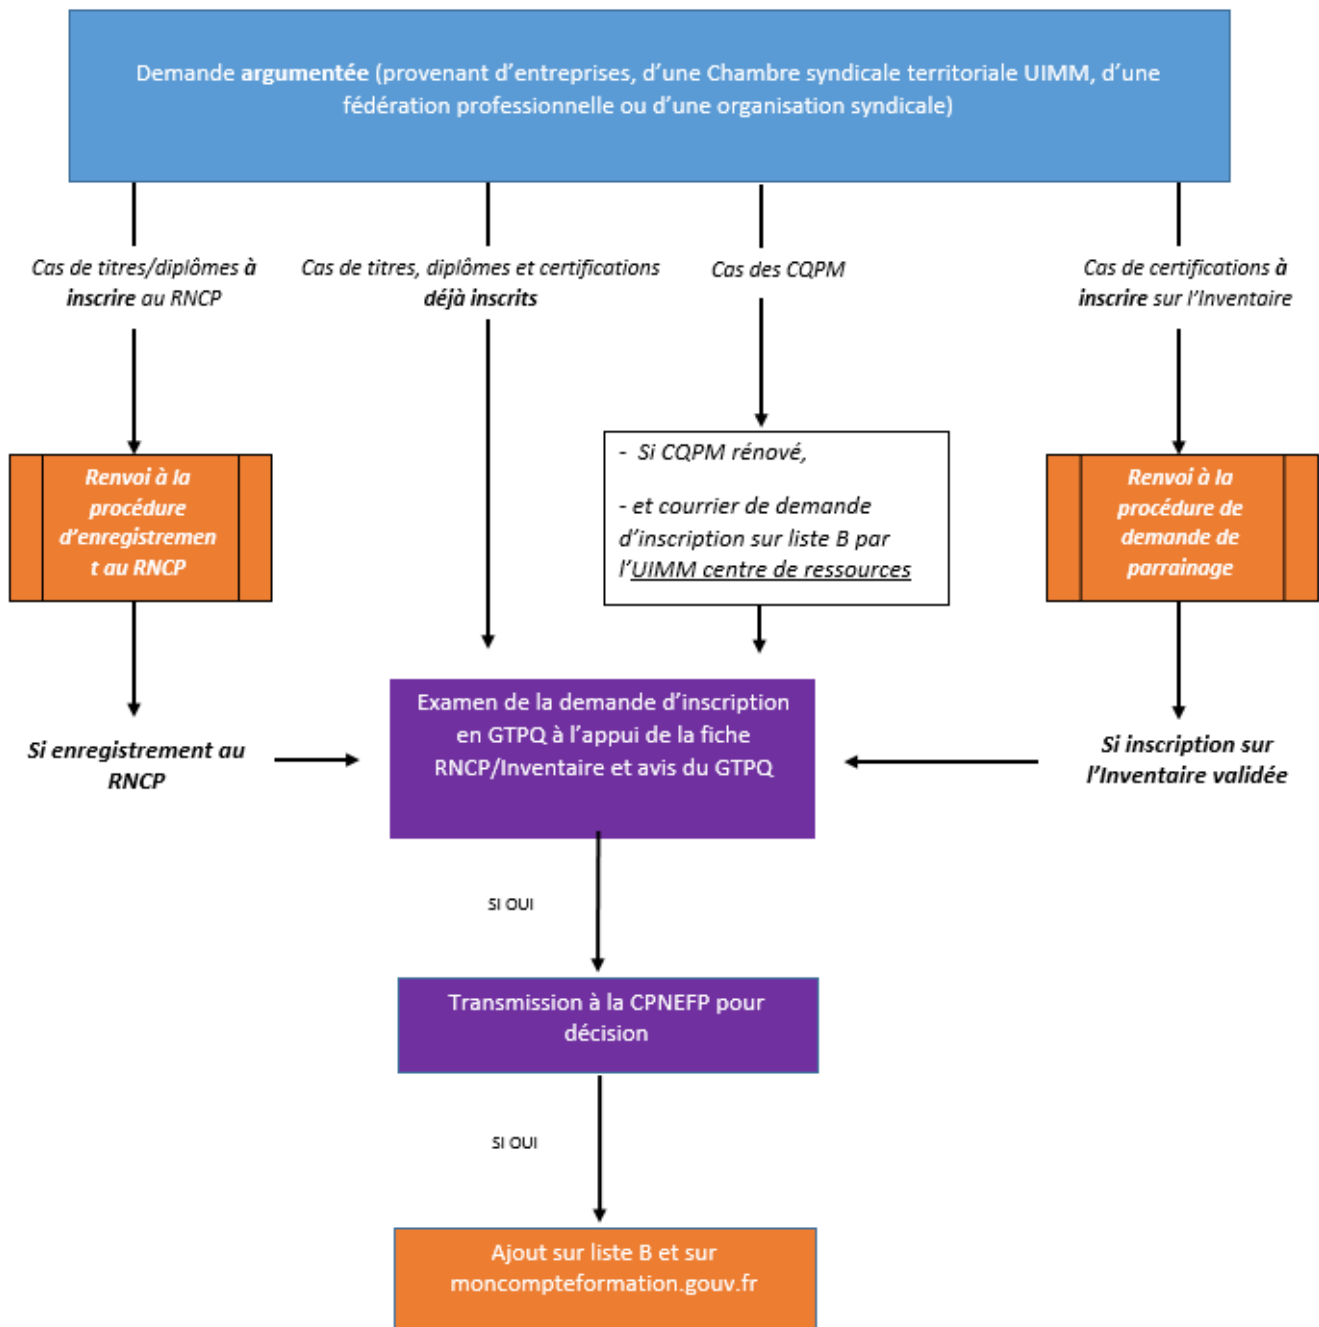 Demande argumentée (provenant d'entreprises, d'une Chambre syndicale territoriale UIMM, d'une
fédération professionnelle ou d'une organisation syndicale)
Cas de titres/diplômes à
inscrire au RNCP
Cas de titres, diplômes et certifications
déjà inscrits
Cas des CQPM
Cas de certifications à
inscrire sur l'Inventaire
Renvoi à la
procédure
d'enregistremen
t au RNCP
- Si CQPM rénové,
- et courrier de demande
d'inscription sur liste B par
l'UIMM centre de ressources
Renvoi à la
procédure de
demande de
parrainage
Si enregistrement au
RNCP
Examen de la demande d'inscription
en GTPQ à l'appui de la fiche
RNCP/Inventaire et avis du GTPQ
Si inscription sur
l'Inventaire validée
SI OUI
Transmission à la CPNEFP pour
décision
SI OUI
Ajout sur liste B et sur
moncompteformation.gouv.fr